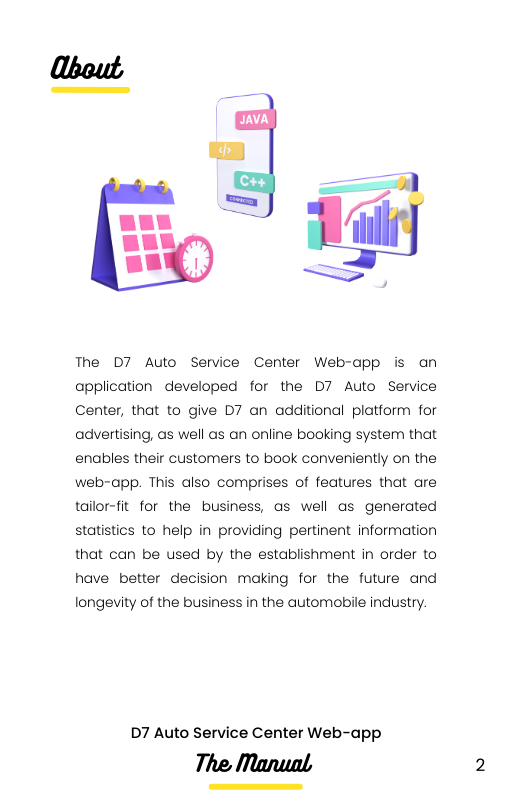 About
JAVA
</>
C++
CONNECTED
The D7 Auto Service Center Web-app is an
application developed for the D7 Auto Service
Center, that to give D7 an additional platform for
advertising, as well as an online booking system that
enables their customers to book conveniently on the
web-app. This also comprises of features that are
tailor-fit for the business, as well as generated
statistics to help in providing pertinent information
that can be used by the establishment in order to
have better decision making for the future and
longevity of the business in the automobile industry.
D7 Auto Service Center Web-app
The Manual
2